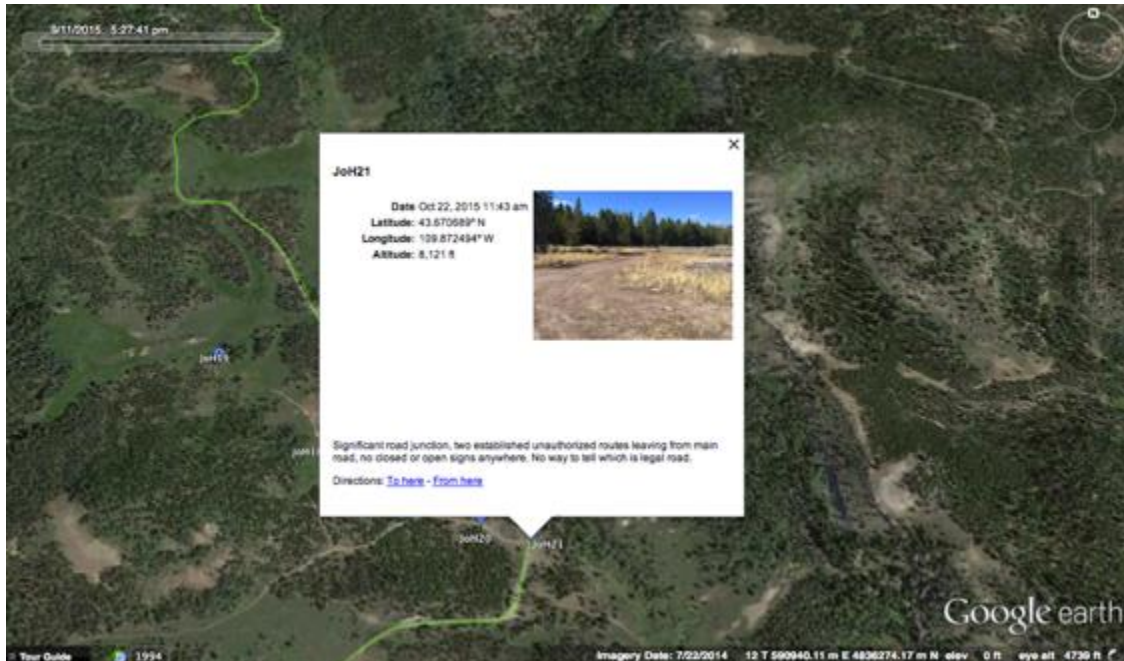 9/11/2015 5:27:41 pm
N
JoH21
Date Oct 22, 2015 11:43 am
Latitude: 43.670689° N
Longitude: 109.872494° W
Altitude: 8,121 ft
Significant road junction, two established unauthorized routes leaving from main
road, no closed or open signs anywhere. No way to tell which is legal road.
Directions: To here - From here
JoH20
JoH21
Google earth
Tour Guide
1994
Imagery Date: 7/22/2014 12 T 590940.11 m E 4836274.17 m N elev 0 ft eye alt 4739 ft